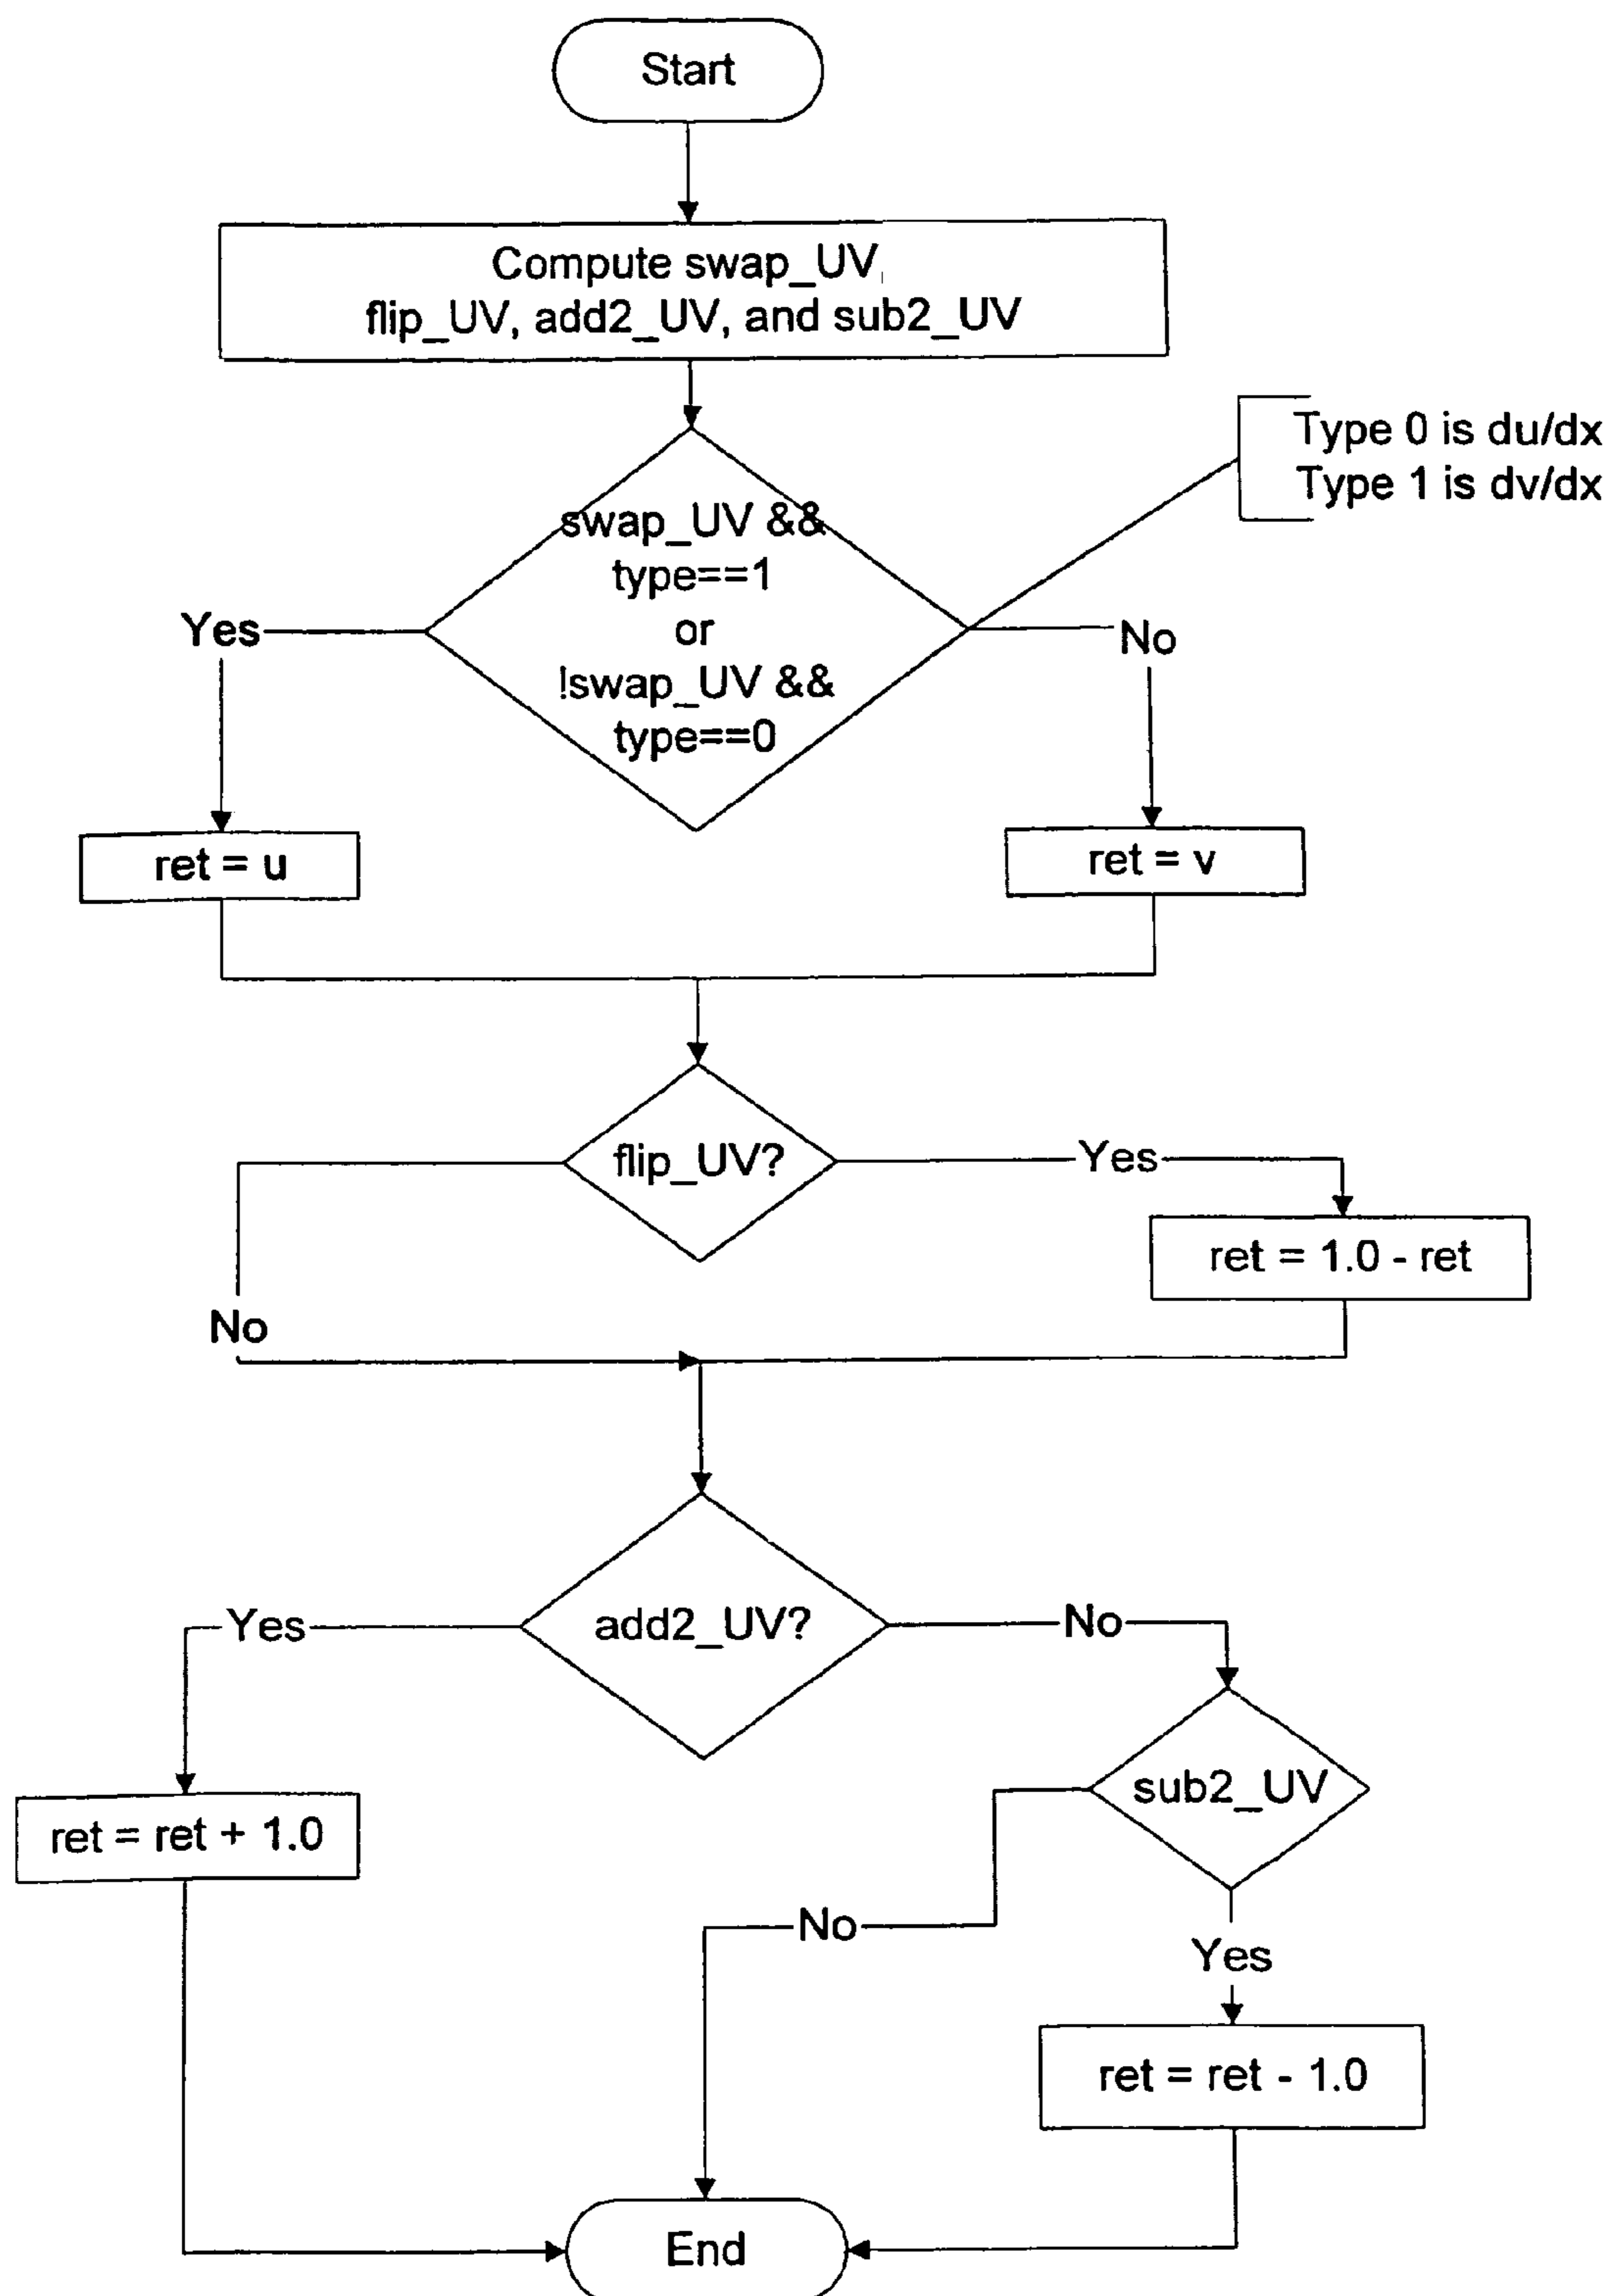 Start
Compute swap_UV
flip_UV, add2_UV, and sub2_UV
Type 0 is du/dx
Type 1 is dv/dx
swap_UV &&
type==1
or
!swap_UV &&
type==0
Yes
No
ret = u
ret = v
flip_UV?
Yes
ret = 1.0 - ret
No
add2_UV?
Yes
No
sub2_UV
ret = ret + 1.0
No
Yes
ret = ret - 1.0
End